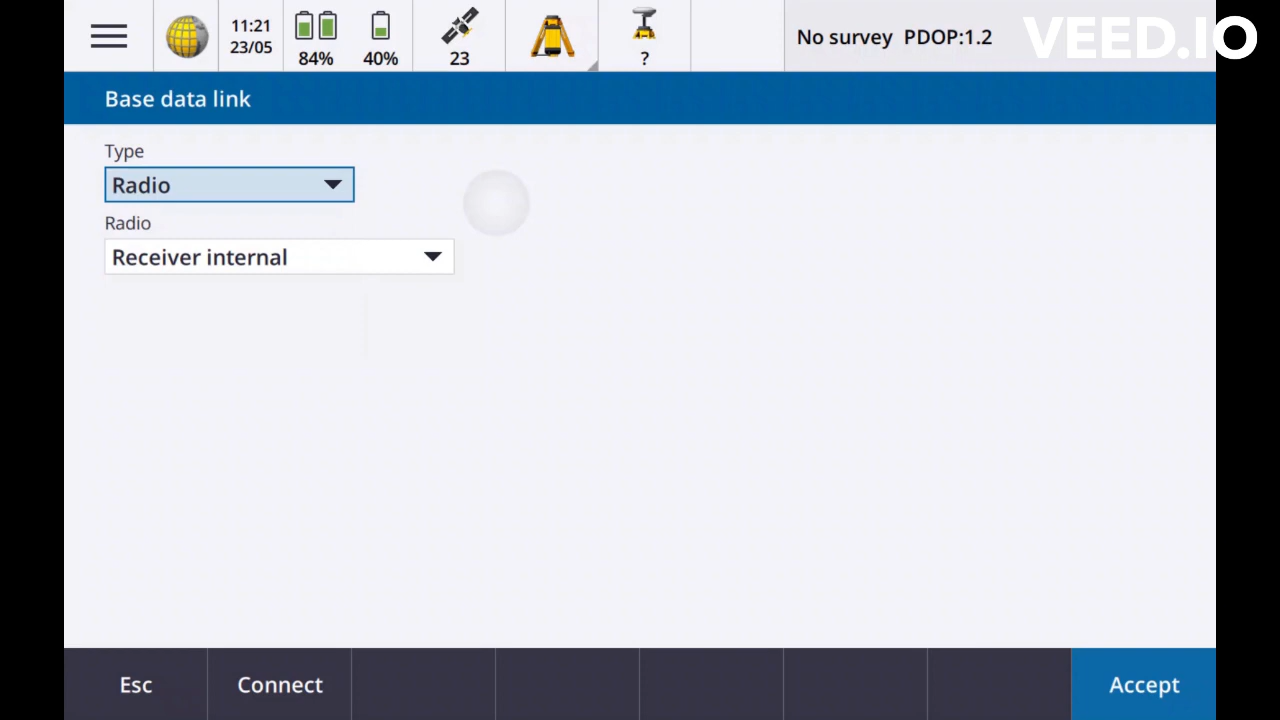 11:21
23/05
84%
40%
23
?
No survey PDOP:1.2
VEED.IO
Base data link
Type
Radio
Radio
Receiver internal
Esc
Connect
Accept